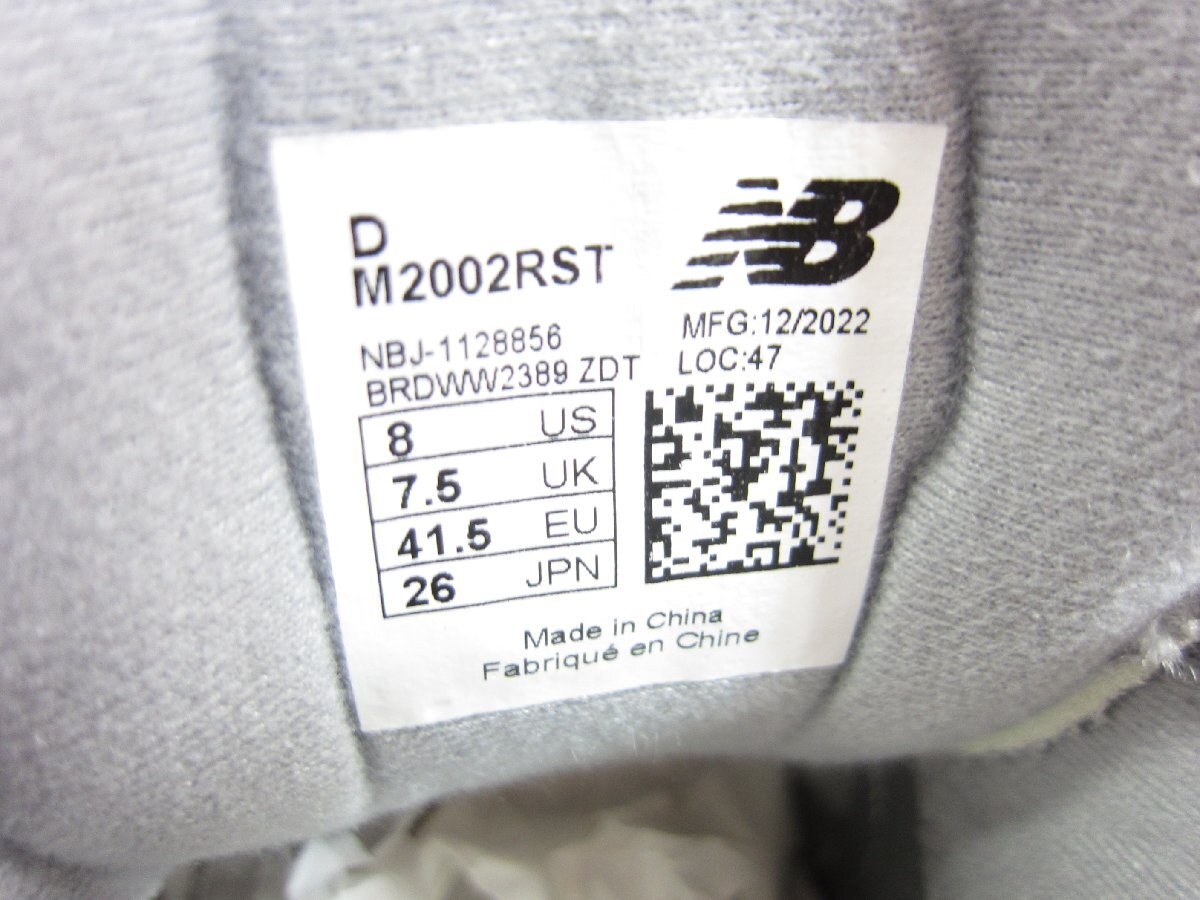 D
M2002RST
NB
MFG:12/2022
NBJ-1128856
LOC:47
BRDWW2389 ZDT
8 US
7.5 UK
41.5 EU
26 JPN
Made in China
Fabriqué en Chine